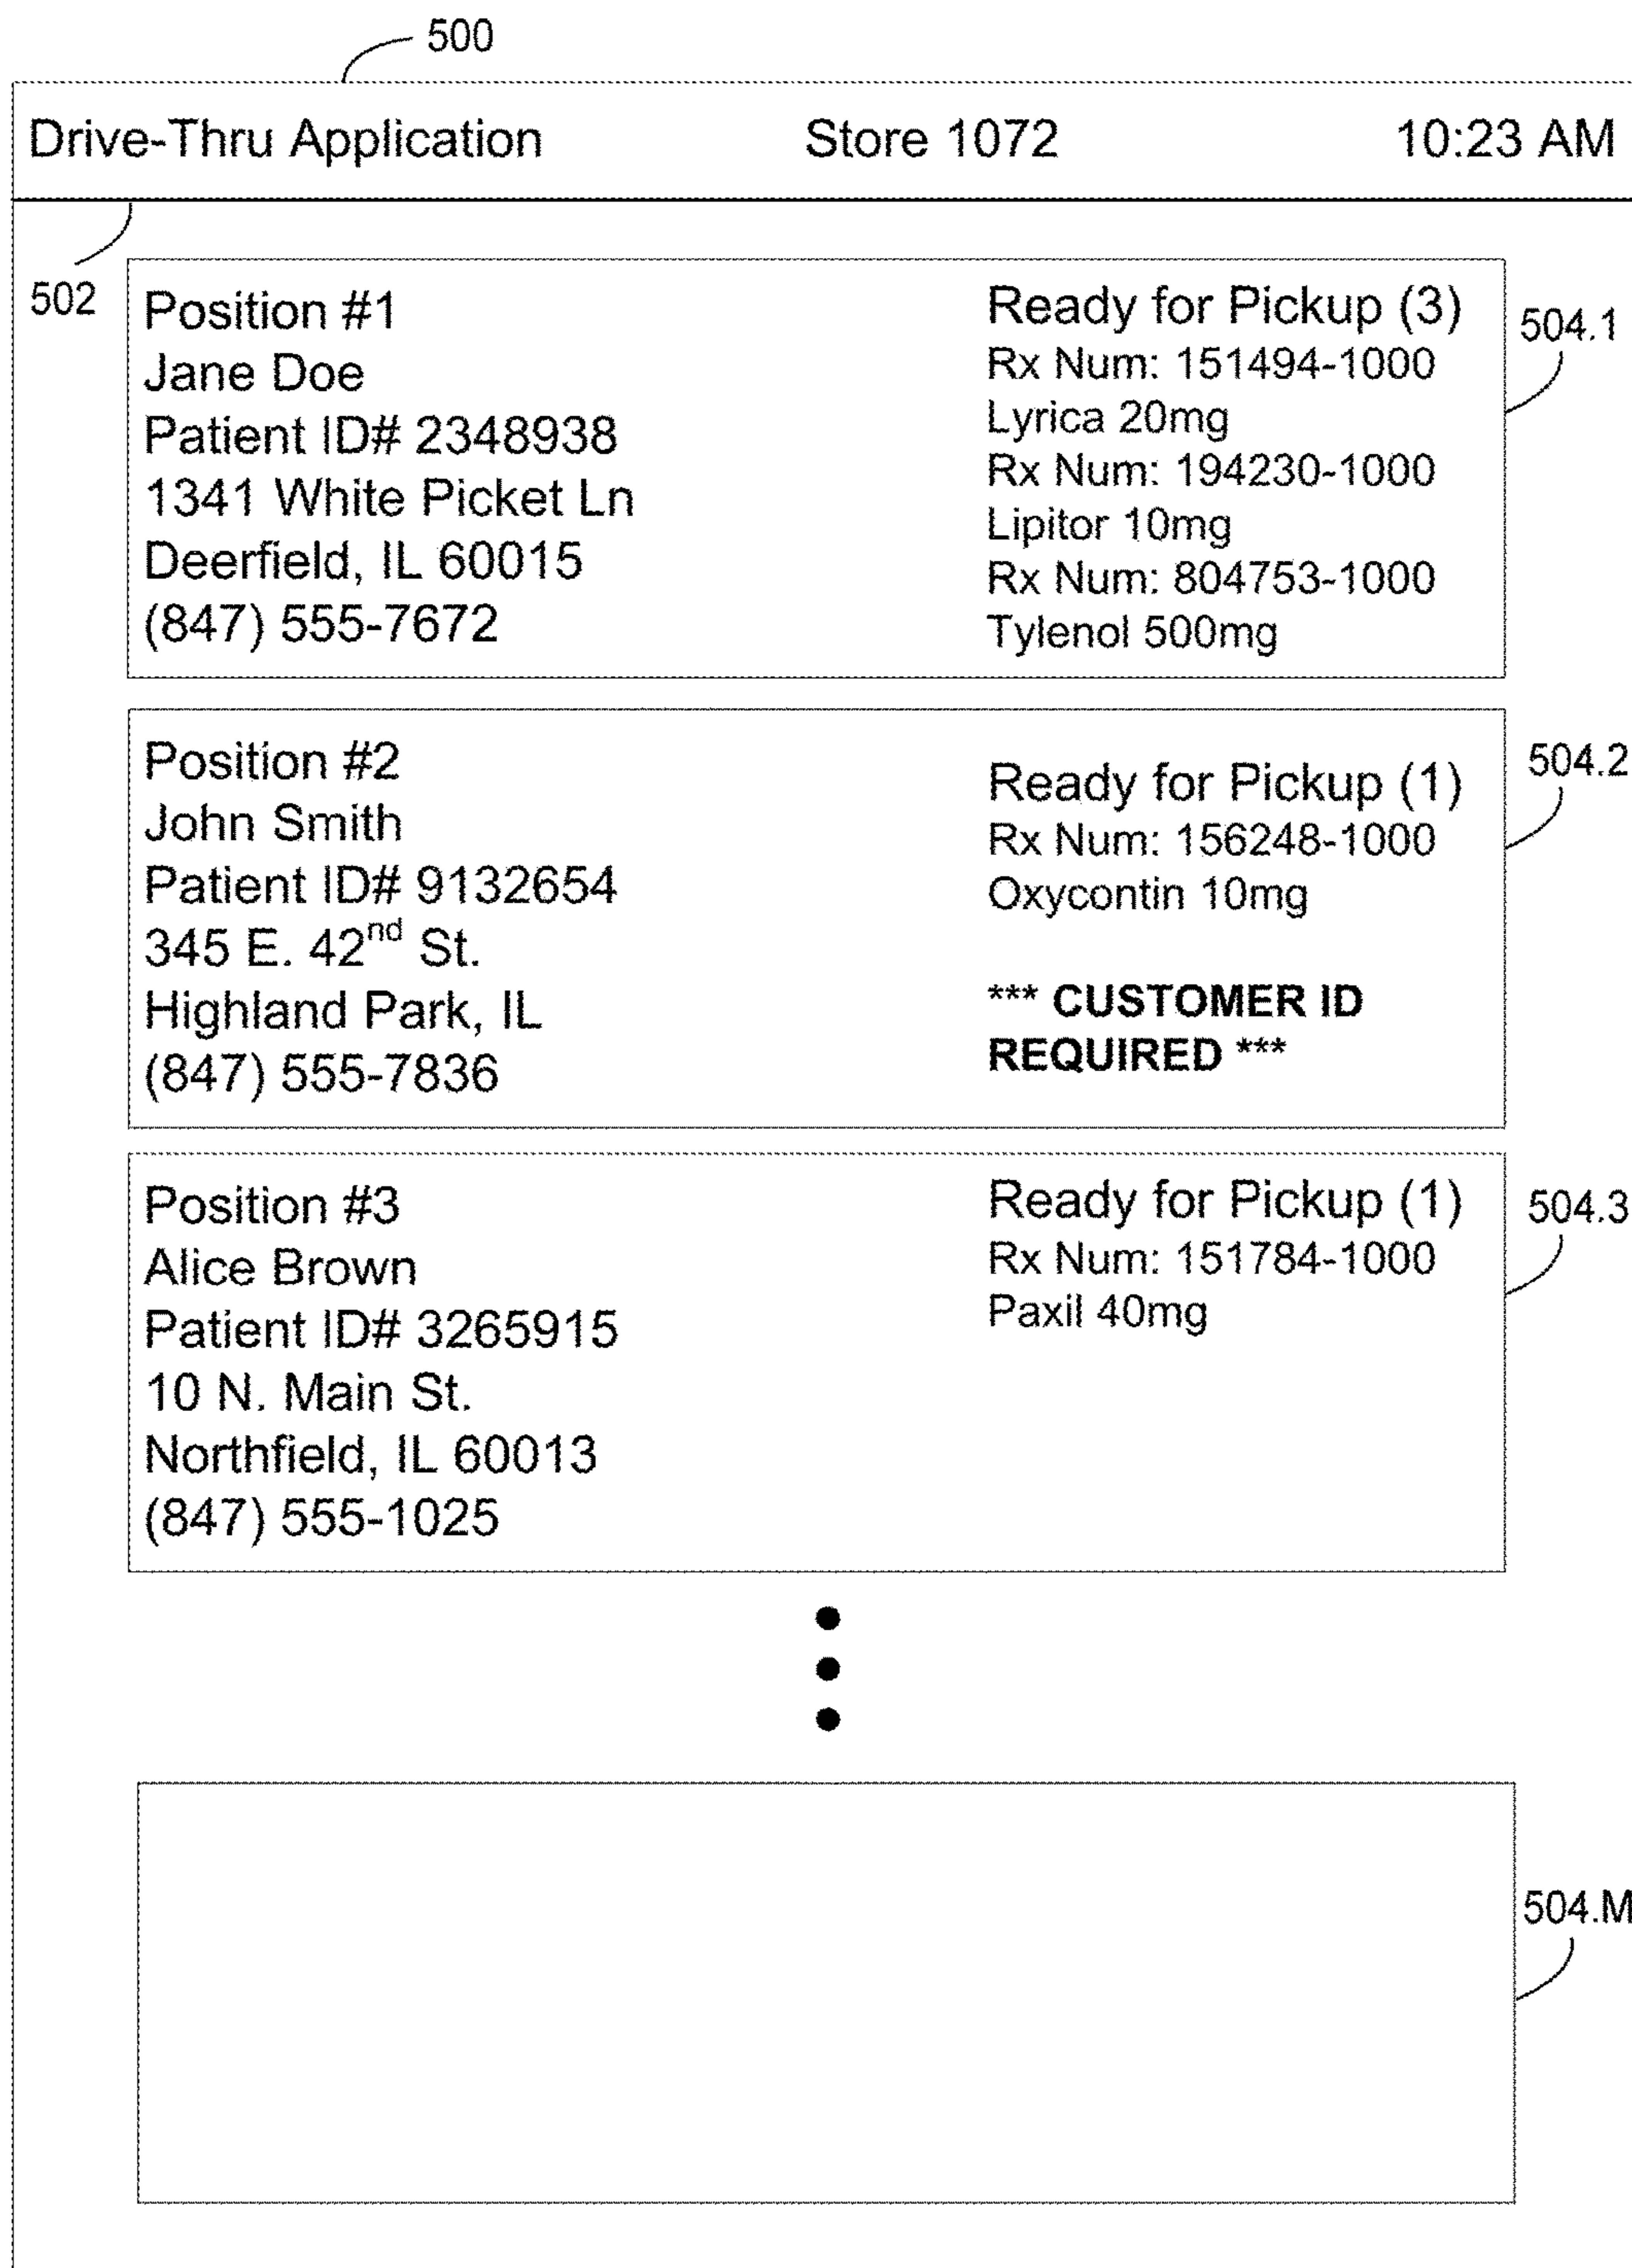 500
Drive-Thru Application Store 1072 10:23 AM
502
Position #1
Jane Doe
Patient ID# 2348938
1341 White Picket Ln
Deerfield, IL 60015
(847) 555-7672
Ready for Pickup (3)
Rx Num: 151494-1000
Lyrica 20mg
Rx Num: 194230-1000
Lipitor 10mg
Rx Num: 804753-1000
Tylenol 500mg
504.1
Position #2
John Smith
Patient ID# 9132654
345 E. 42nd St.
Highland Park, IL
(847) 555-7836
Ready for Pickup (1)
Rx Num: 156248-1000
Oxycontin 10mg
*** CUSTOMER ID
REQUIRED ***
504.2
Position #3
Alice Brown
Patient ID# 3265915
10 N. Main St.
Northfield, IL 60013
(847) 555-1025
Ready for Pickup (1)
Rx Num: 151784-1000
Paxil 40mg
504.3
504.M